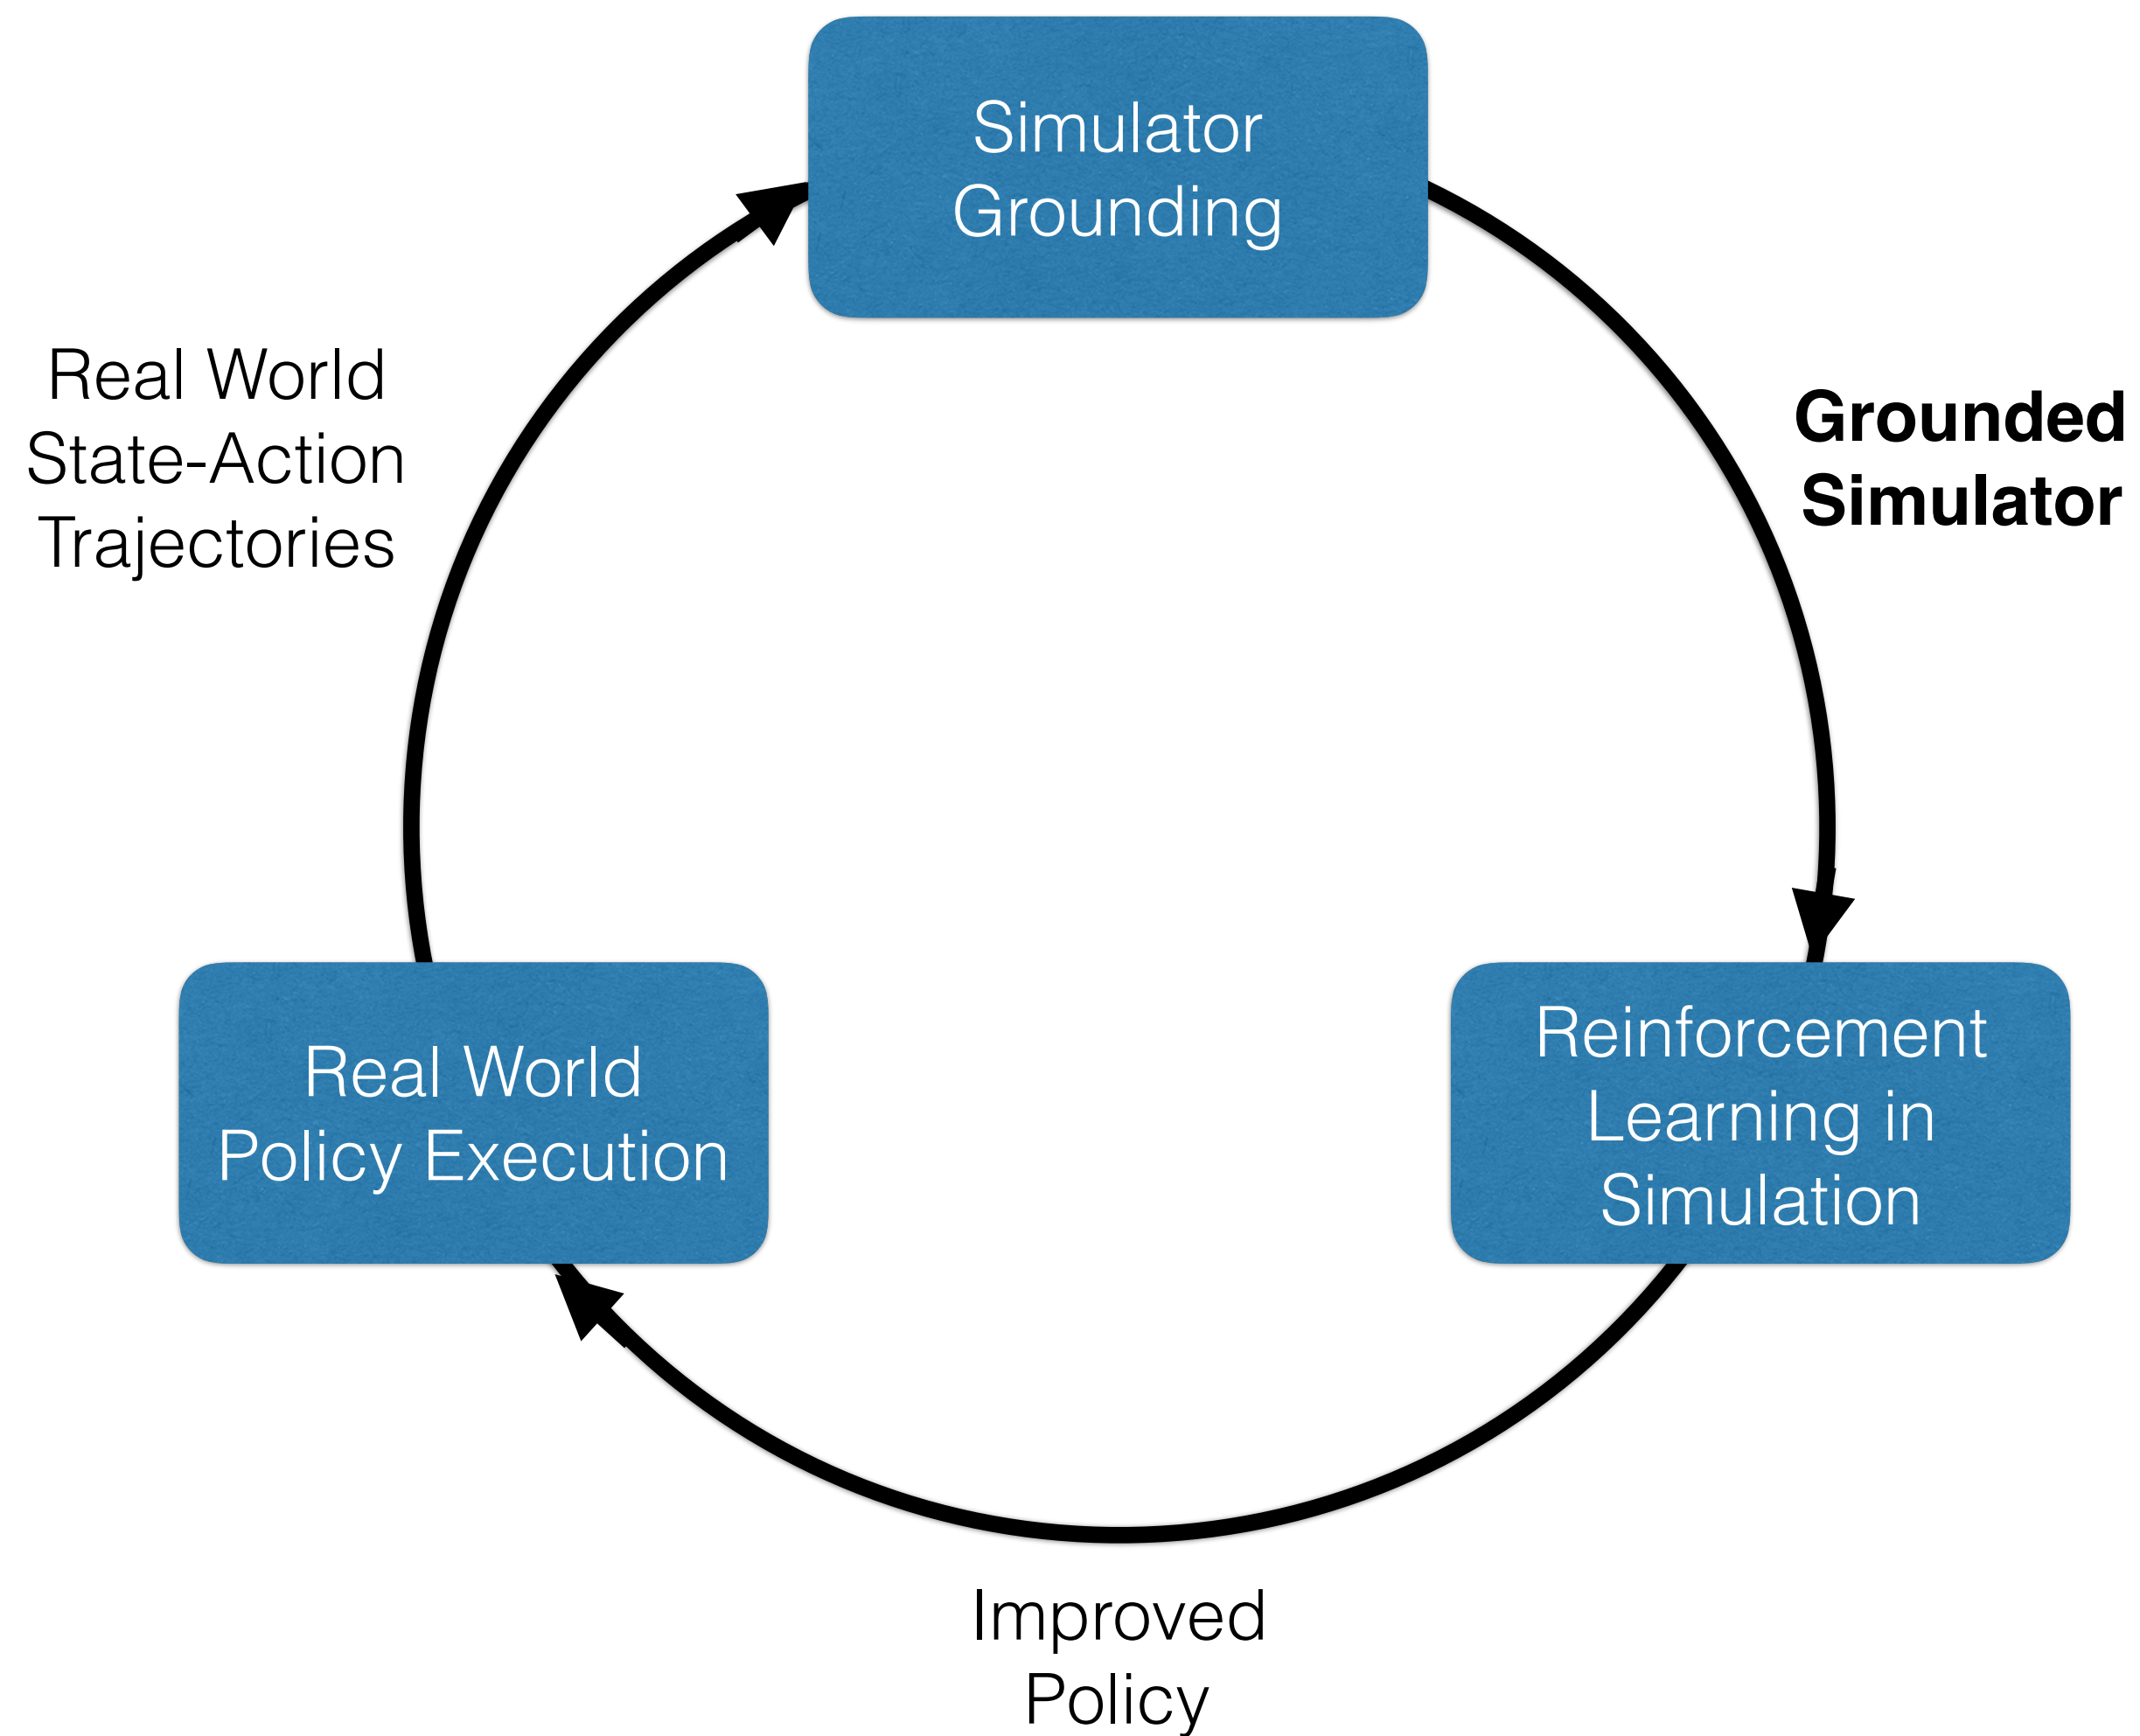 Simulator
Grounding
Real World
State-Action
Trajectories
Grounded
Simulator
Real World
Policy Execution
Reinforcement
Learning in
Simulation
Improved
Policy